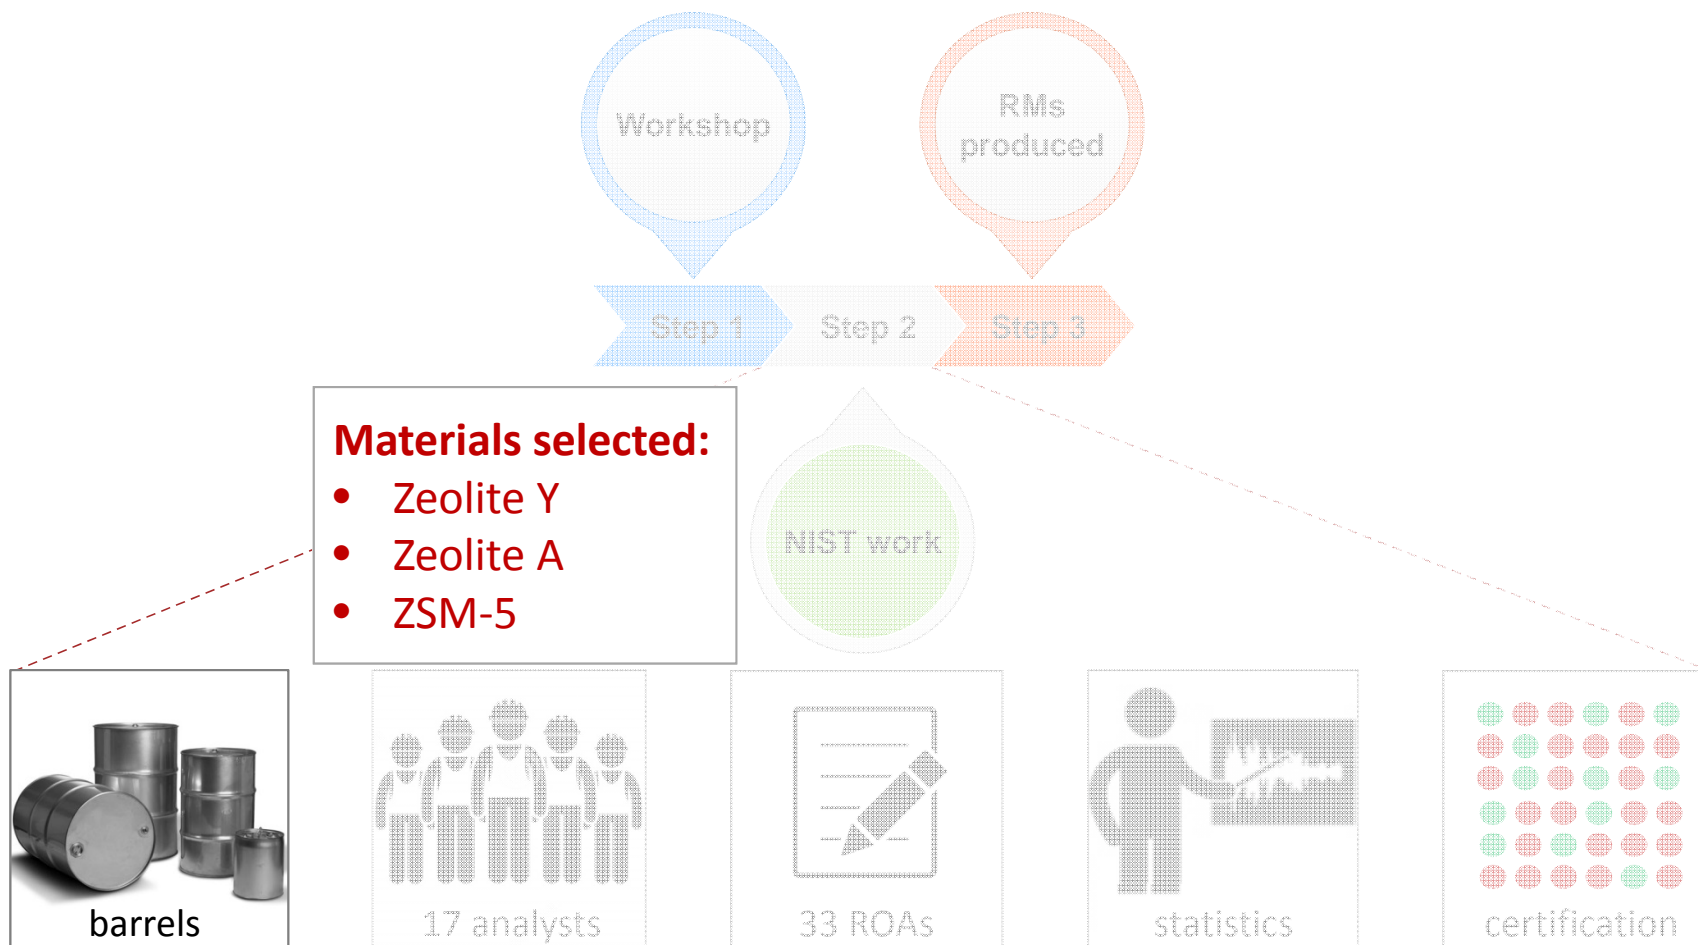 Workshop
RMs
produced
Step 1
Step 2
Step 3
Materials selected:
• Zeolite Y
• Zeolite A
• ZSM-5
NIST work
barrels
17 analysts
33 ROAs
statistics
certification